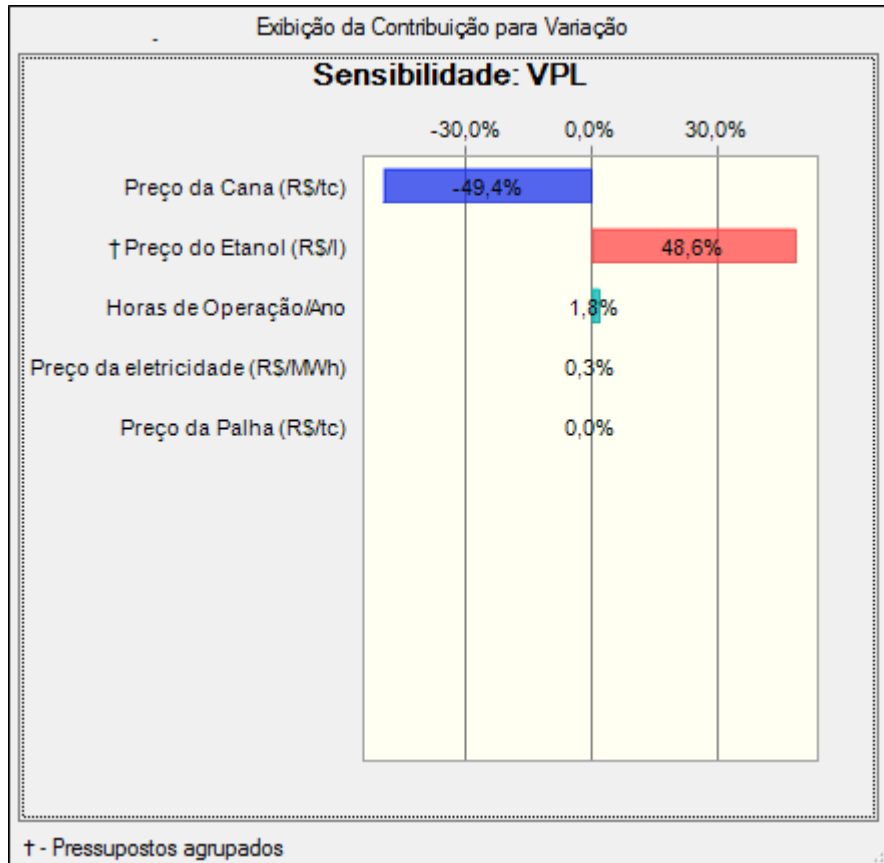 Exibição da Contribuição para Variação
Sensibilidade: VPL
-30,0% 0,0% 30,0%
Preço da Cana (R$/tc) -49,4%
†Preço do Etanol (R$/l) 48,6%
Horas de Operação/Ano 1,8%
Preço da eletricidade (R$/MWh) 0,3%
Preço da Palha (R$/tc) 0,0%
† - Pressupostos agrupados